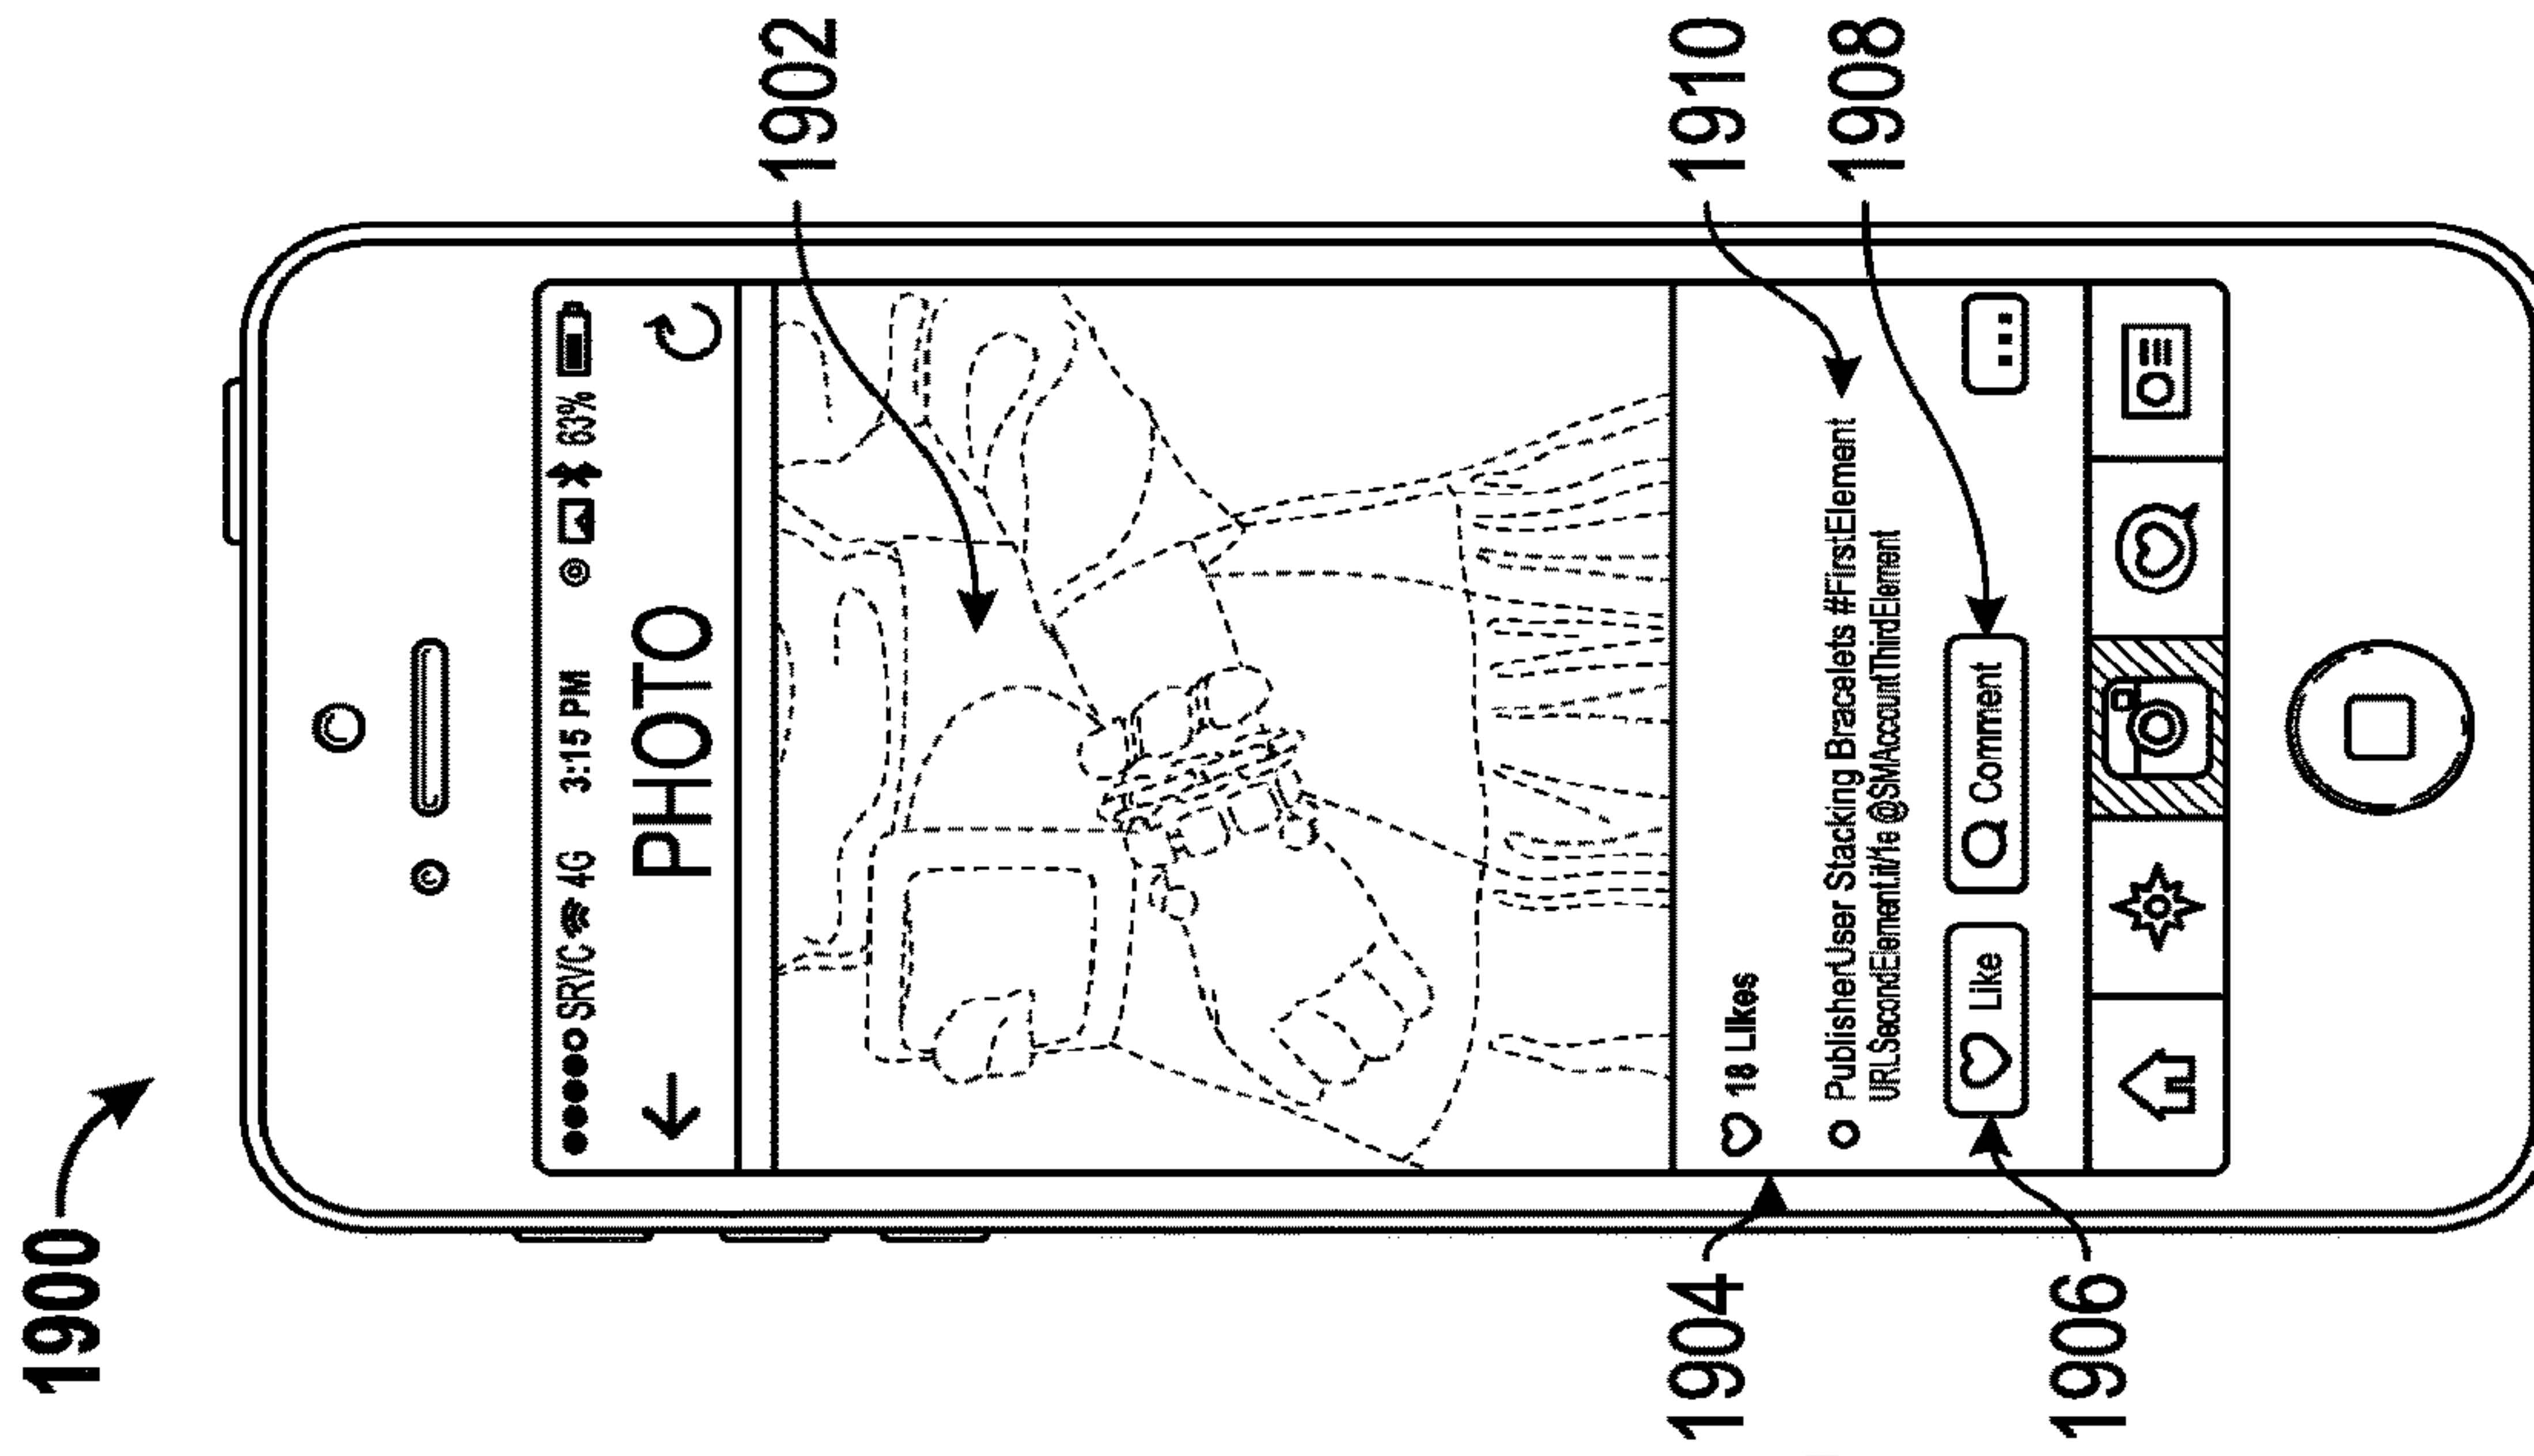 1900
SRVC 4G 3:15 PM 63%
PHOTO
1902
18 Likes
1904
1910
PublisherUser Stacking Bracelets #FirstElement
URLSecondElement.it/1e @SMAccountThirdElement
1908
Like Comment
1906